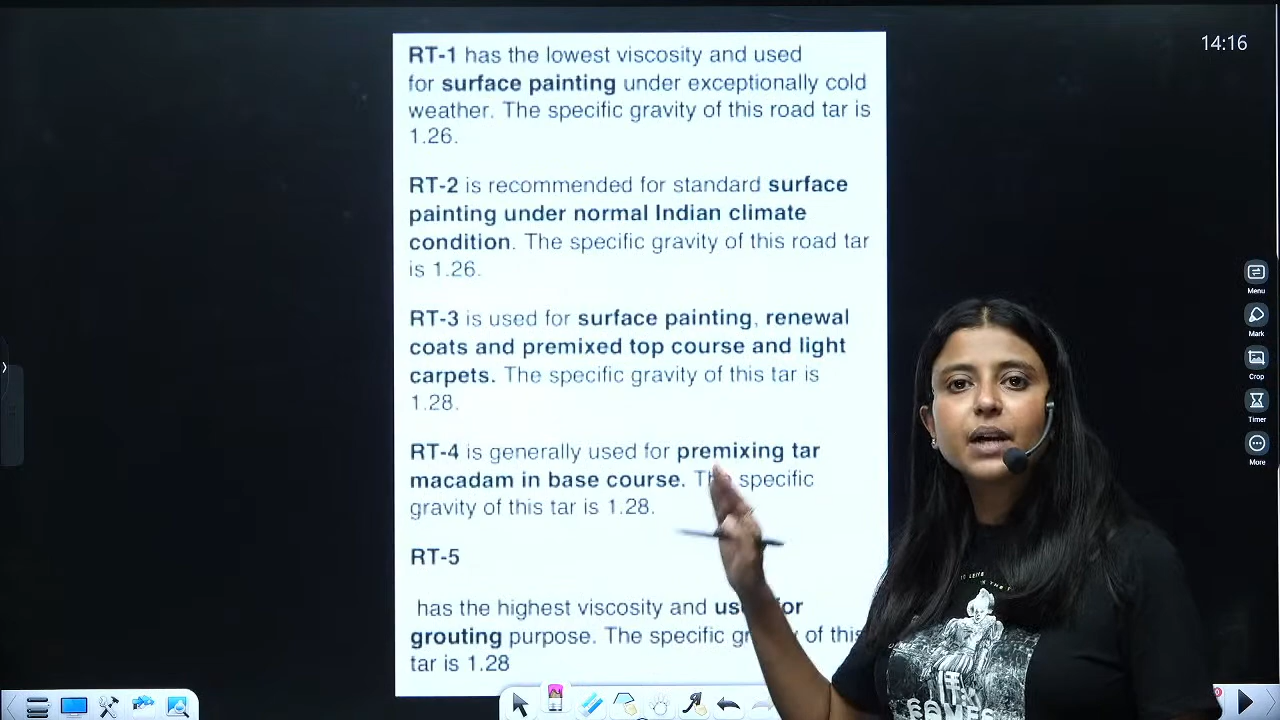 14:16
RT-1 has the lowest viscosity and used
for surface painting under exceptionally cold
weather. The specific gravity of this road tar is
1.26.
RT-2 is recommended for standard surface
painting under normal Indian climate
condition. The specific gravity of this road tar
is 1.26.
RT-3 is used for surface painting, renewal
coats and premixed top course and light
carpets. The specific gravity of this tar is
1.28.
RT-4 is generally used for premixing tar
macadam in base course. The specific
gravity of this tar is 1.28.
RT-5
has the highest viscosity and
grouting purpose. The specific of this
tar is 1.28
Menu
Mark
Crop
Timer
More